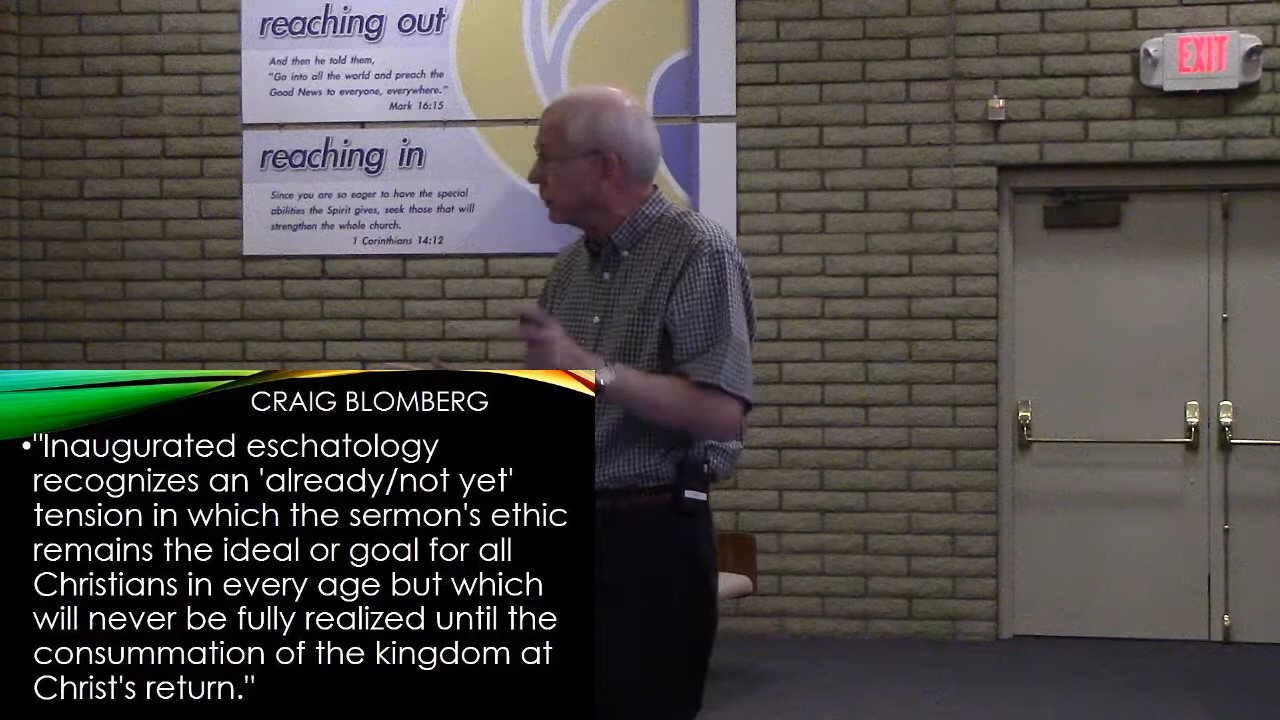 reaching out
And then he told them,
"Go into all the world and preach the
Good News to everyone, everywhere."
Mark 16:15
reaching in
Since you are so eager to have the special
abilities the Spirit gives, seek those that will
strengthen the whole church.
1 Corinthians 14:12
EXIT
CRAIG BLOMBERG
•"Inaugurated eschatology
recognizes an 'already/not yet'
tension in which the sermon's ethic
remains the ideal or goal for all
Christians in every age but which
will never be fully realized until the
consummation of the kingdom at
Christ's return."